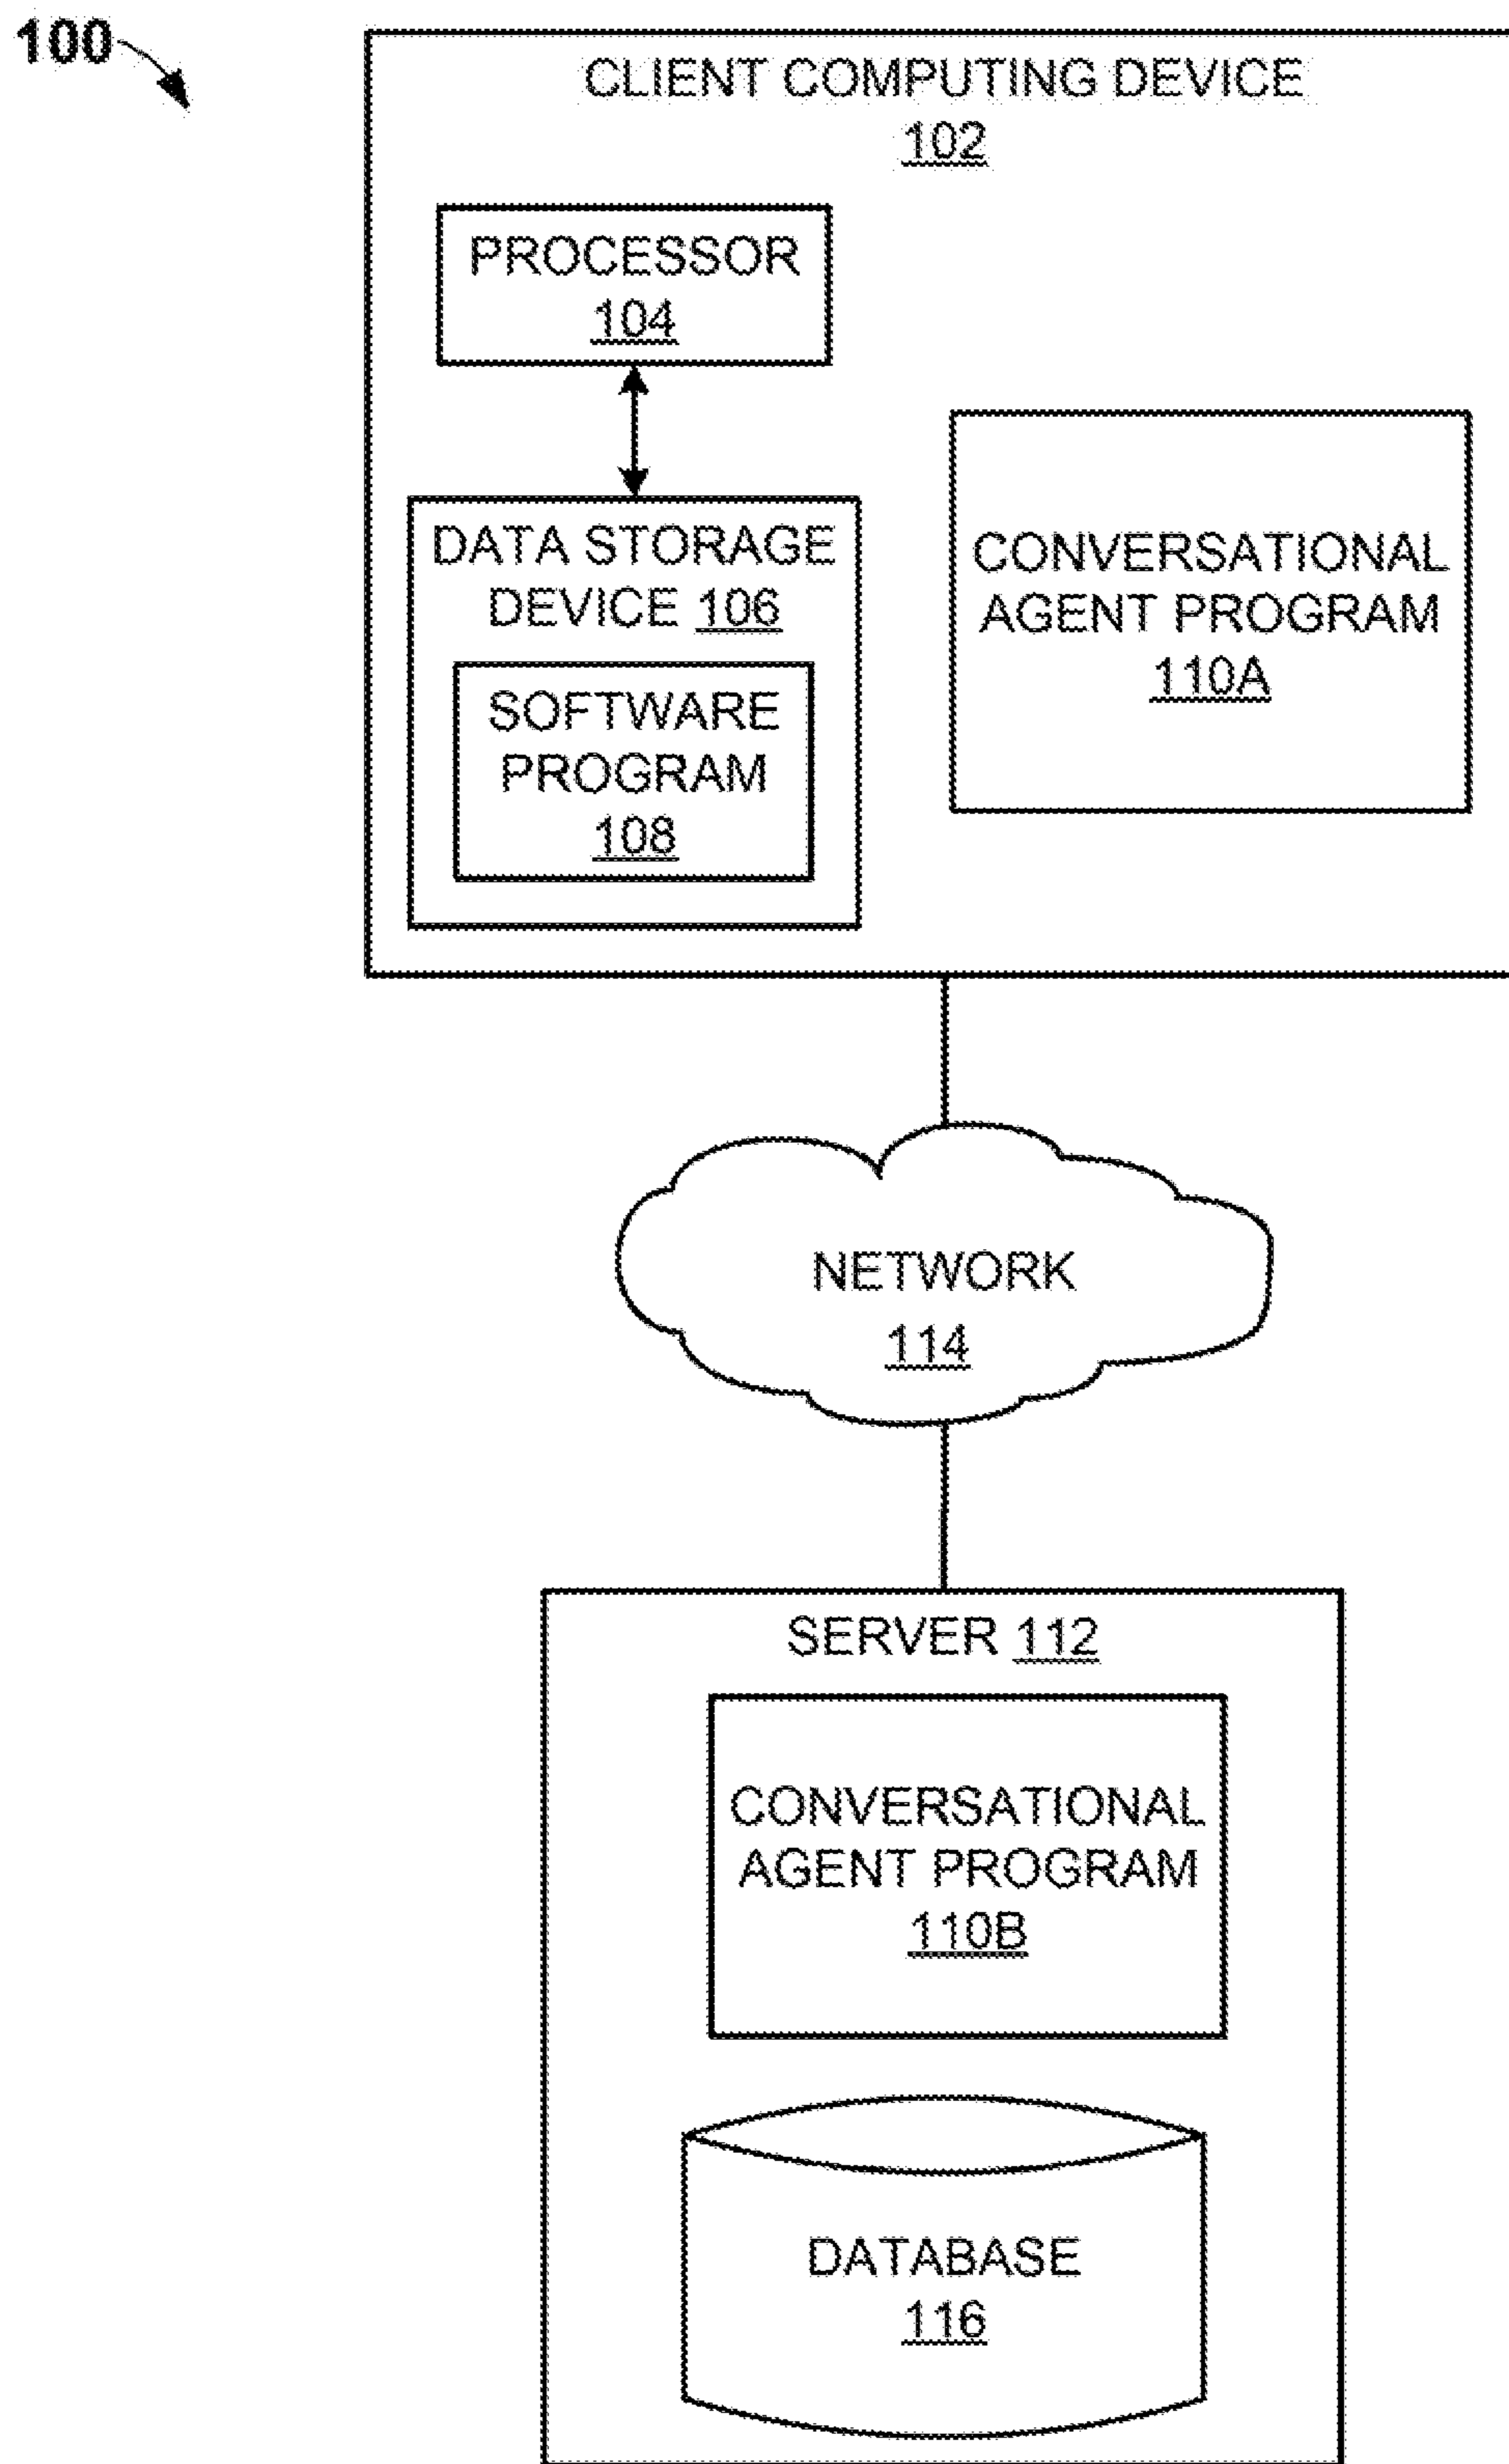 100
CLIENT COMPUTING DEVICE
102
PROCESSOR
104
DATA STORAGE
DEVICE 106
SOFTWARE
PROGRAM
108
CONVERSATIONAL
AGENT PROGRAM
110A
NETWORK
114
SERVER 112
CONVERSATIONAL
AGENT PROGRAM
110B
DATABASE
116